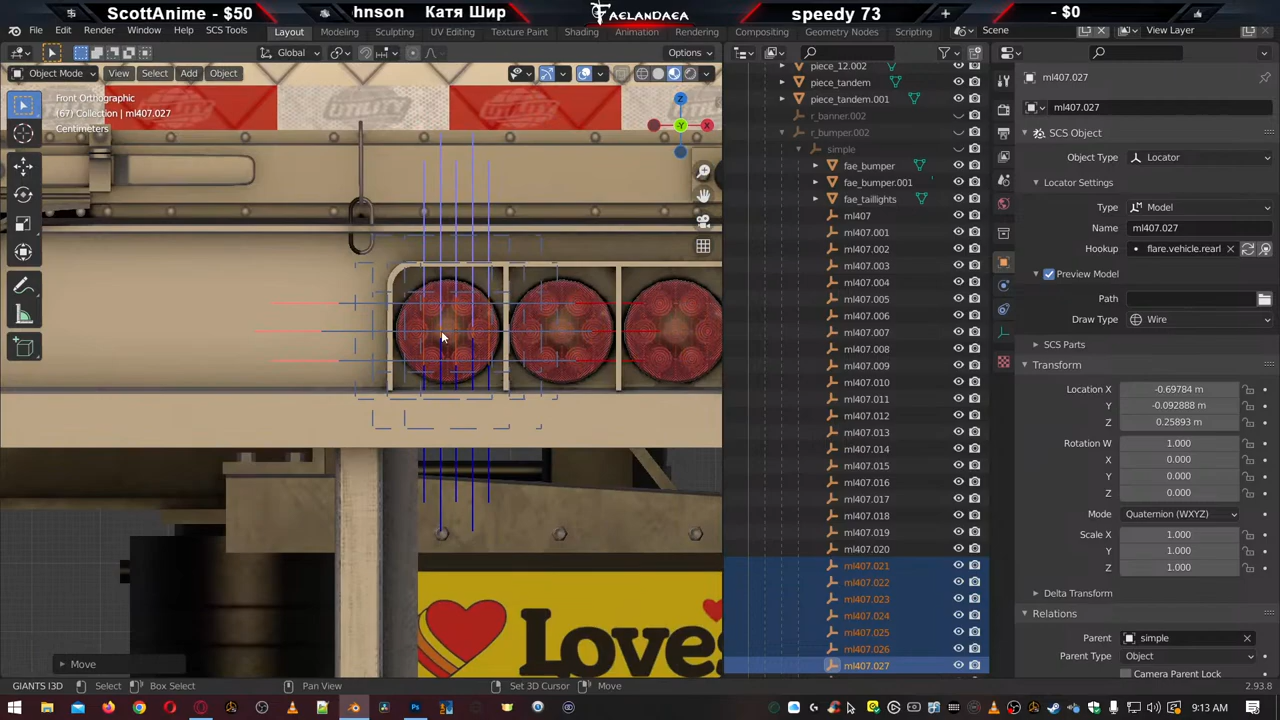 ScottAnime - $50
hnson Катя Шир
FAELANDAEA
speedy 73
- $0
File Edit Render Window Help SCS Tools
Layout Modeling Sculpting UV Editing Texture Paint Shading Animation Rendering Compositing Geometry Nodes Scripting
Scene
View Layer
Global
Options
Object Mode View Select Add Object
Front Orthographic
(67) Collection | ml407.027
Centimeters
UTILITY
UTILITY
Z
Y
X
Loves
Move
piece_12.002
piece_tandem
piece_tandem.001
r_banner.002
r_bumper.002
simple
fae_bumper
fae_bumper.001
fae_taillights
ml407
ml407.001
ml407.002
ml407.003
ml407.004
ml407.005
ml407.006
ml407.007
ml407.008
ml407.009
ml407.010
ml407.011
ml407.012
ml407.013
ml407.014
ml407.015
ml407.016
ml407.017
ml407.018
ml407.019
ml407.020
ml407.021
ml407.022
ml407.023
ml407.024
ml407.025
ml407.026
ml407.027
ml407.027
ml407.027
SCS Object
Object Type Locator
Locator Settings
Type Model
Name ml407.027
Hookup flare.vehicle.rearl
Preview Model
Path
Draw Type Wire
SCS Parts
Transform
Location X -0.69784 m
Y -0.092888 m
Z 0.25893 m
Rotation W 1.000
X 0.000
Y 0.000
Z 0.000
Mode Quaternion (WXYZ)
Scale X 1.000
Y 1.000
Z 1.000
Delta Transform
Relations
Parent simple
Parent Type Object
Camera Parent Lock
GIANTS I3D Select Box Select Pan View Set 3D Cursor Move
2.93.8
9:13 AM